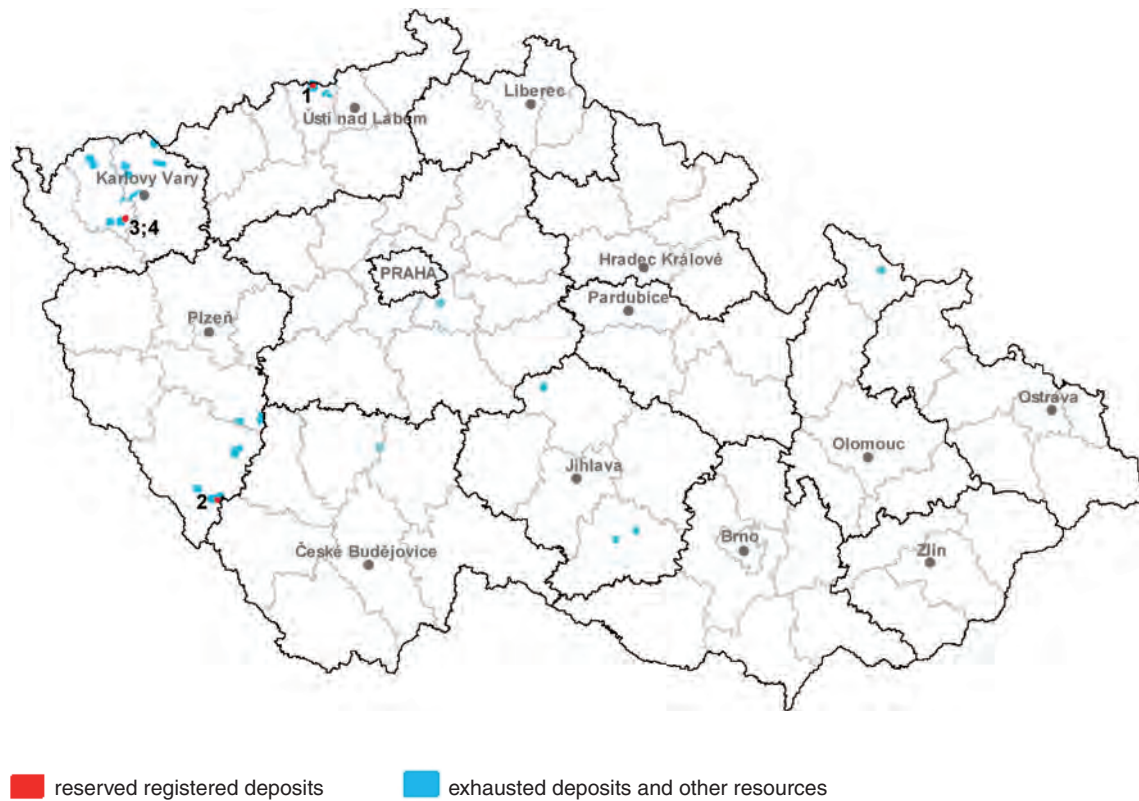 1
Ústí nad Labem
Liberec
Karlovy Vary
3;4
Hradec Králové
PRAHA
Pardubice
Plzeň
Ostrava
Olomouc
Jihlava
2
Brno
České Budějovice
Zlín
reserved registered deposits
exhausted deposits and other resources